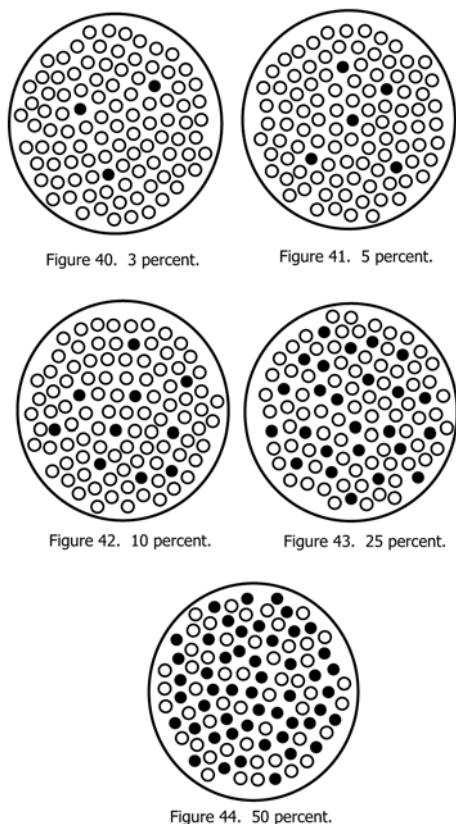 Figure 40.  3 percent.
Figure 41.  5 percent.
Figure 42.  10 percent.
Figure 43.  25 percent.
Figure 44.  50 percent.